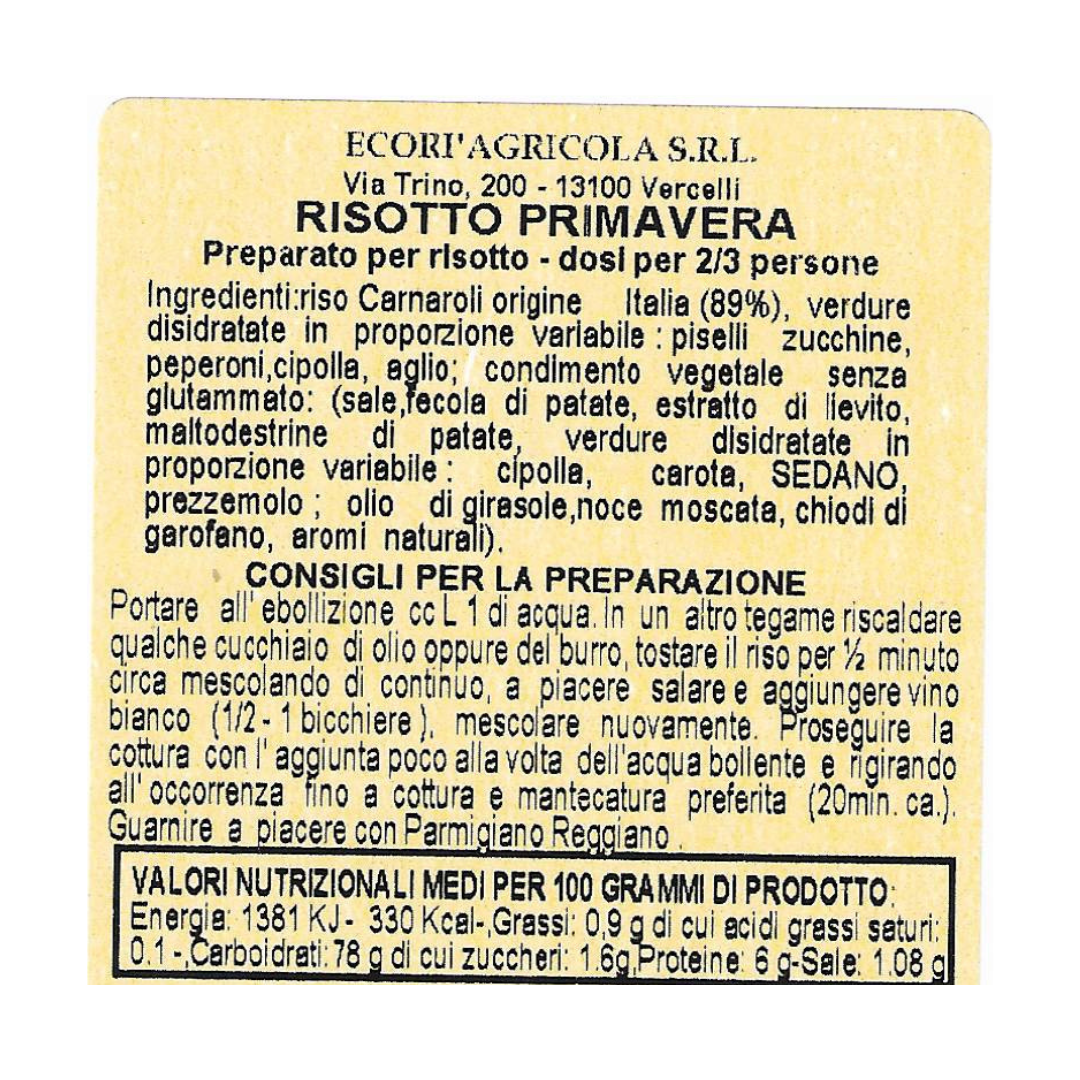 ECORI'AGRICOLA S.R.L.
Via Trino, 200 - 13100 Vercelli
RISOTTO PRIMAVERA
Preparato per risotto - dosi per 2/3 persone
Ingredienti:riso Carnaroli origine Italia (89%), verdure
disidratate in proporzione variabile : piselli zucchine,
peperoni,cipolla, aglio; condimento vegetale senza
glutammato: (sale,fecola di patate, estratto di lievito,
maltodestrine di patate, verdure disidratate in
proporzione variabile : cipolla, carota, SEDANO,
prezzemolo ; olio di girasole,noce moscata, chiodi di
garofano, aromi naturali).
CONSIGLI PER LA PREPARAZIONE
Portare all' ebollizione cc L 1 di acqua. In un altro tegame riscaldare
qualche cucchiaio di olio oppure del burro, tostare il riso per ½ minuto
circa mescolando di continuo, a piacere salare e aggiungere vino
bianco (1/2 - 1 bicchiere ), mescolare nuovamente. Proseguire la
cottura con l' aggiunta poco alla volta dell'acqua bollente e rigirando
all' occorrenza fino a cottura e mantecatura preferita (20min. ca.).
Guarnire a piacere con Parmigiano Reggiano .
VALORI NUTRIZIONALI MEDI PER 100 GRAMMI DI PRODOTTO:
Energia: 1381 KJ - 330 Kcal-,Grassi: 0,9 g di cui acidi grassi saturi:
0.1 -,Carboidrati: 78 g di cui zuccheri: 1.6g,Proteine: 6 g-Sale: 1.08 g